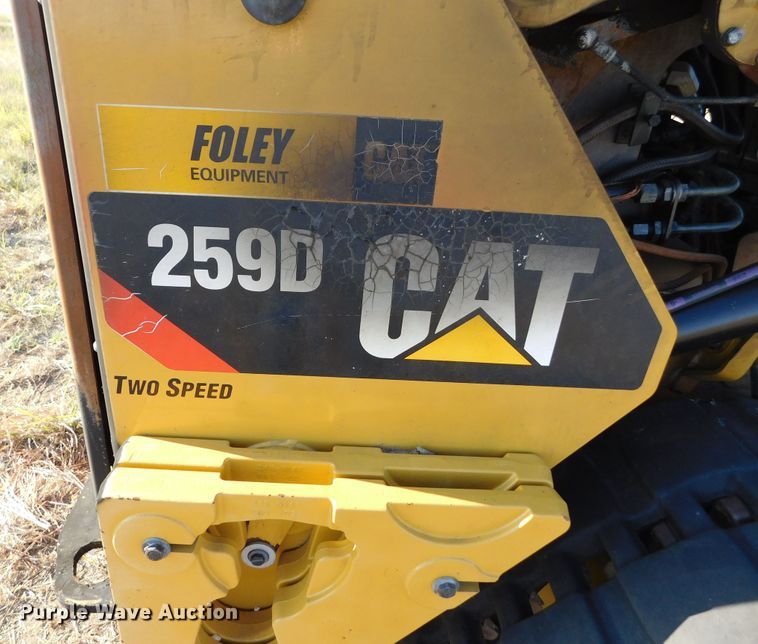 FOLEY
EQUIPMENT
259D CAT
TWO SPEED
Purple Wave Auction